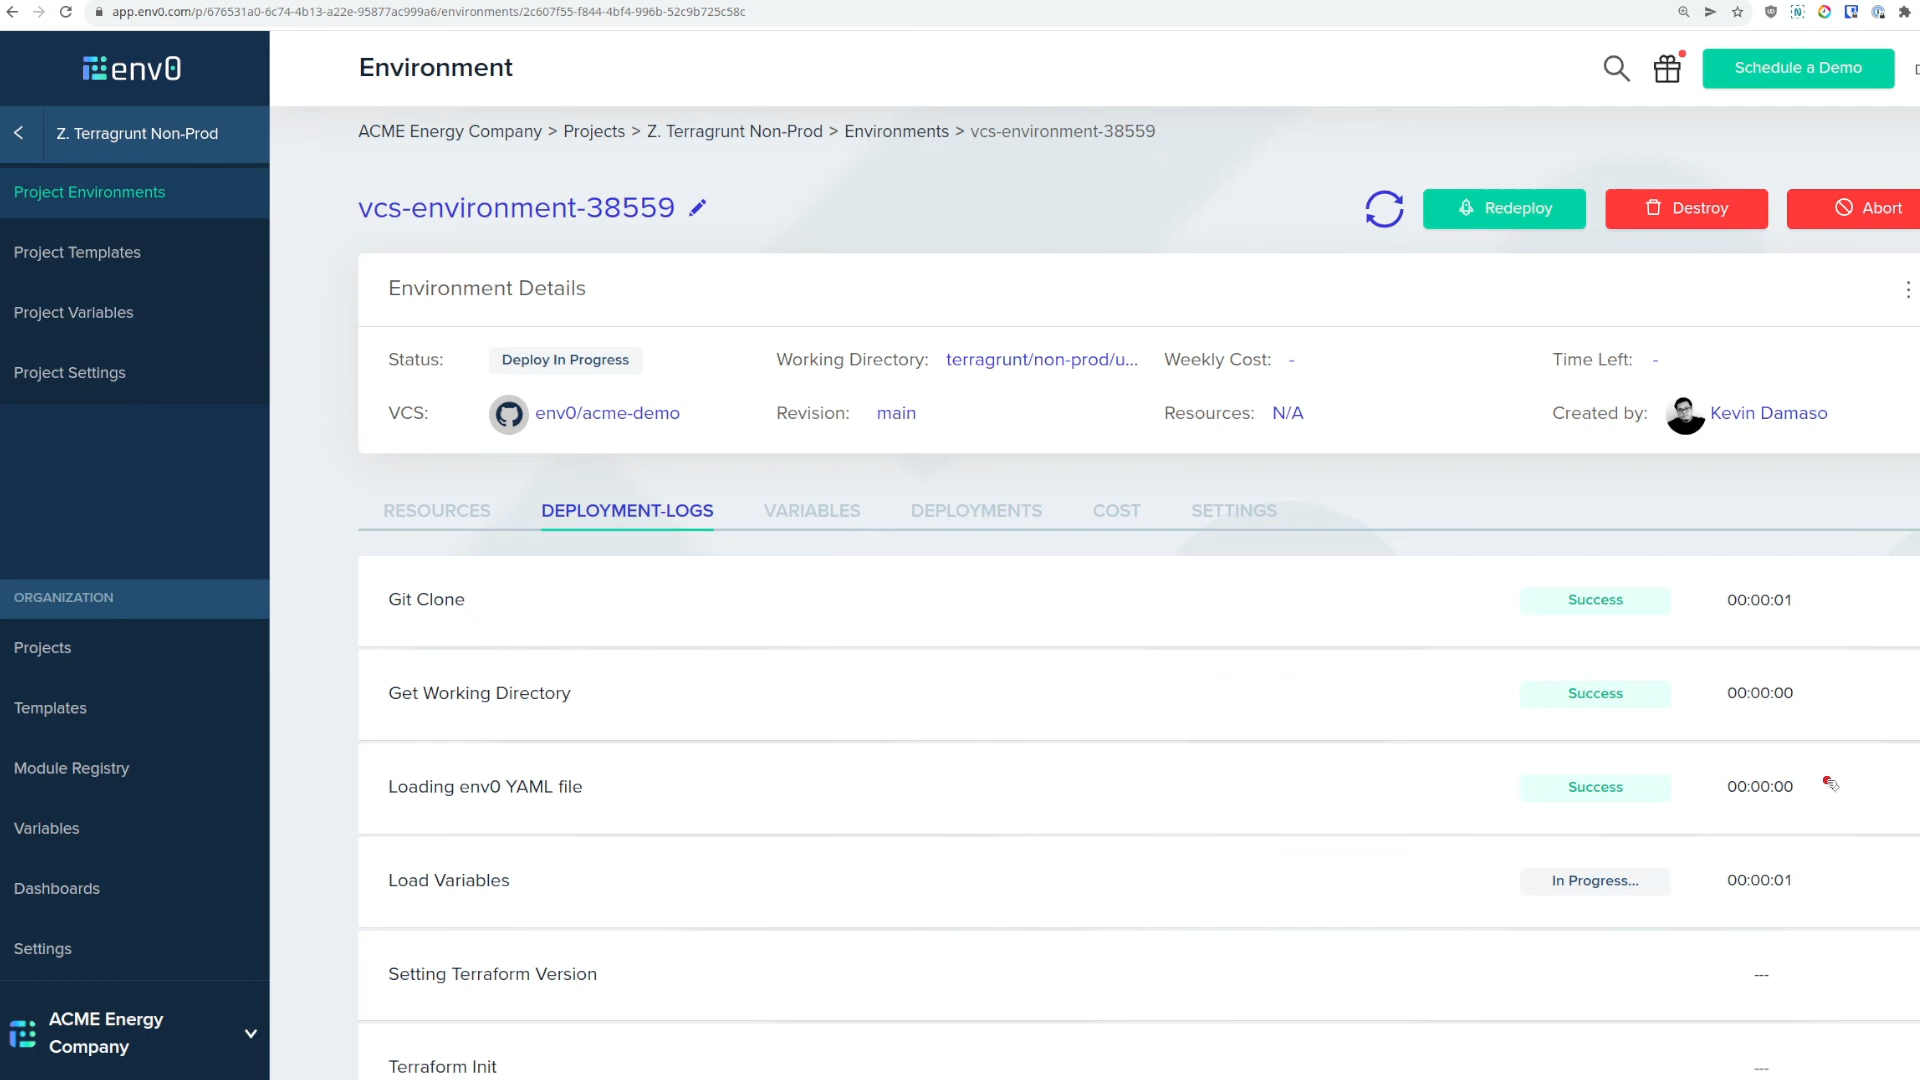 app.env0.com/p/676531a0-6c74-4b13-a22e-95877ac999a6/environments/2c607f55-f844-4bf4-996b-52c9b725c58c
env0
Environment
Schedule a Demo
Z. Terragrunt Non-Prod
ACME Energy Company > Projects > Z. Terragrunt Non-Prod > Environments > vcs-environment-38559
Project Environments
Project Templates
Project Variables
Project Settings
vcs-environment-38559
Redeploy
Destroy
Abort
Environment Details
Status: Deploy In Progress Working Directory: terragrunt/non-prod/u... Weekly Cost: - Time Left: -
VCS: env0/acme-demo Revision: main Resources: N/A Created by: Kevin Damaso
RESOURCES DEPLOYMENT-LOGS VARIABLES DEPLOYMENTS COST SETTINGS
Git Clone Success 00:00:01
Get Working Directory Success 00:00:00
Loading env0 YAML file Success 00:00:00
Load Variables In Progress... 00:00:01
Setting Terraform Version ---
Terraform Init ---
ORGANIZATION
Projects
Templates
Module Registry
Variables
Dashboards
Settings
ACME Energy
Company